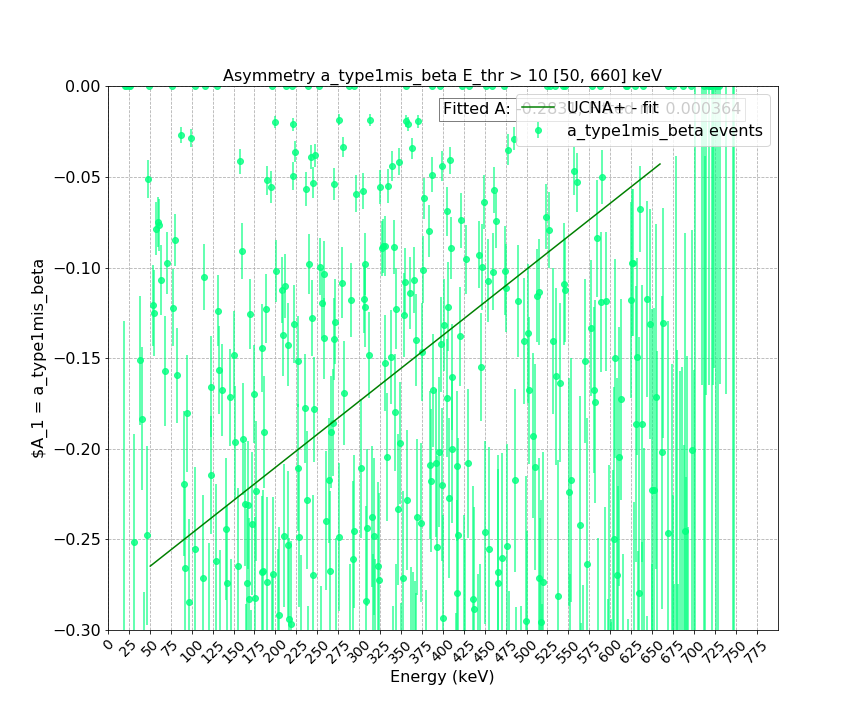 Asymmetry a_type1mis_beta E_thr > 10 [50, 660] keV
Fitted A: 0.000364
UCNA+ - fit
a_type1mis_beta events
$A_1 = a_type1mis_beta
0.00
−0.05
−0.10
−0.15
−0.20
−0.25
−0.30
0 25 50 75 100 125 150 175 200 225 250 275 300 325 350 375 400 425 450 475 500 525 550 575 600 625 650 675 700 725 750 775
Energy (keV)